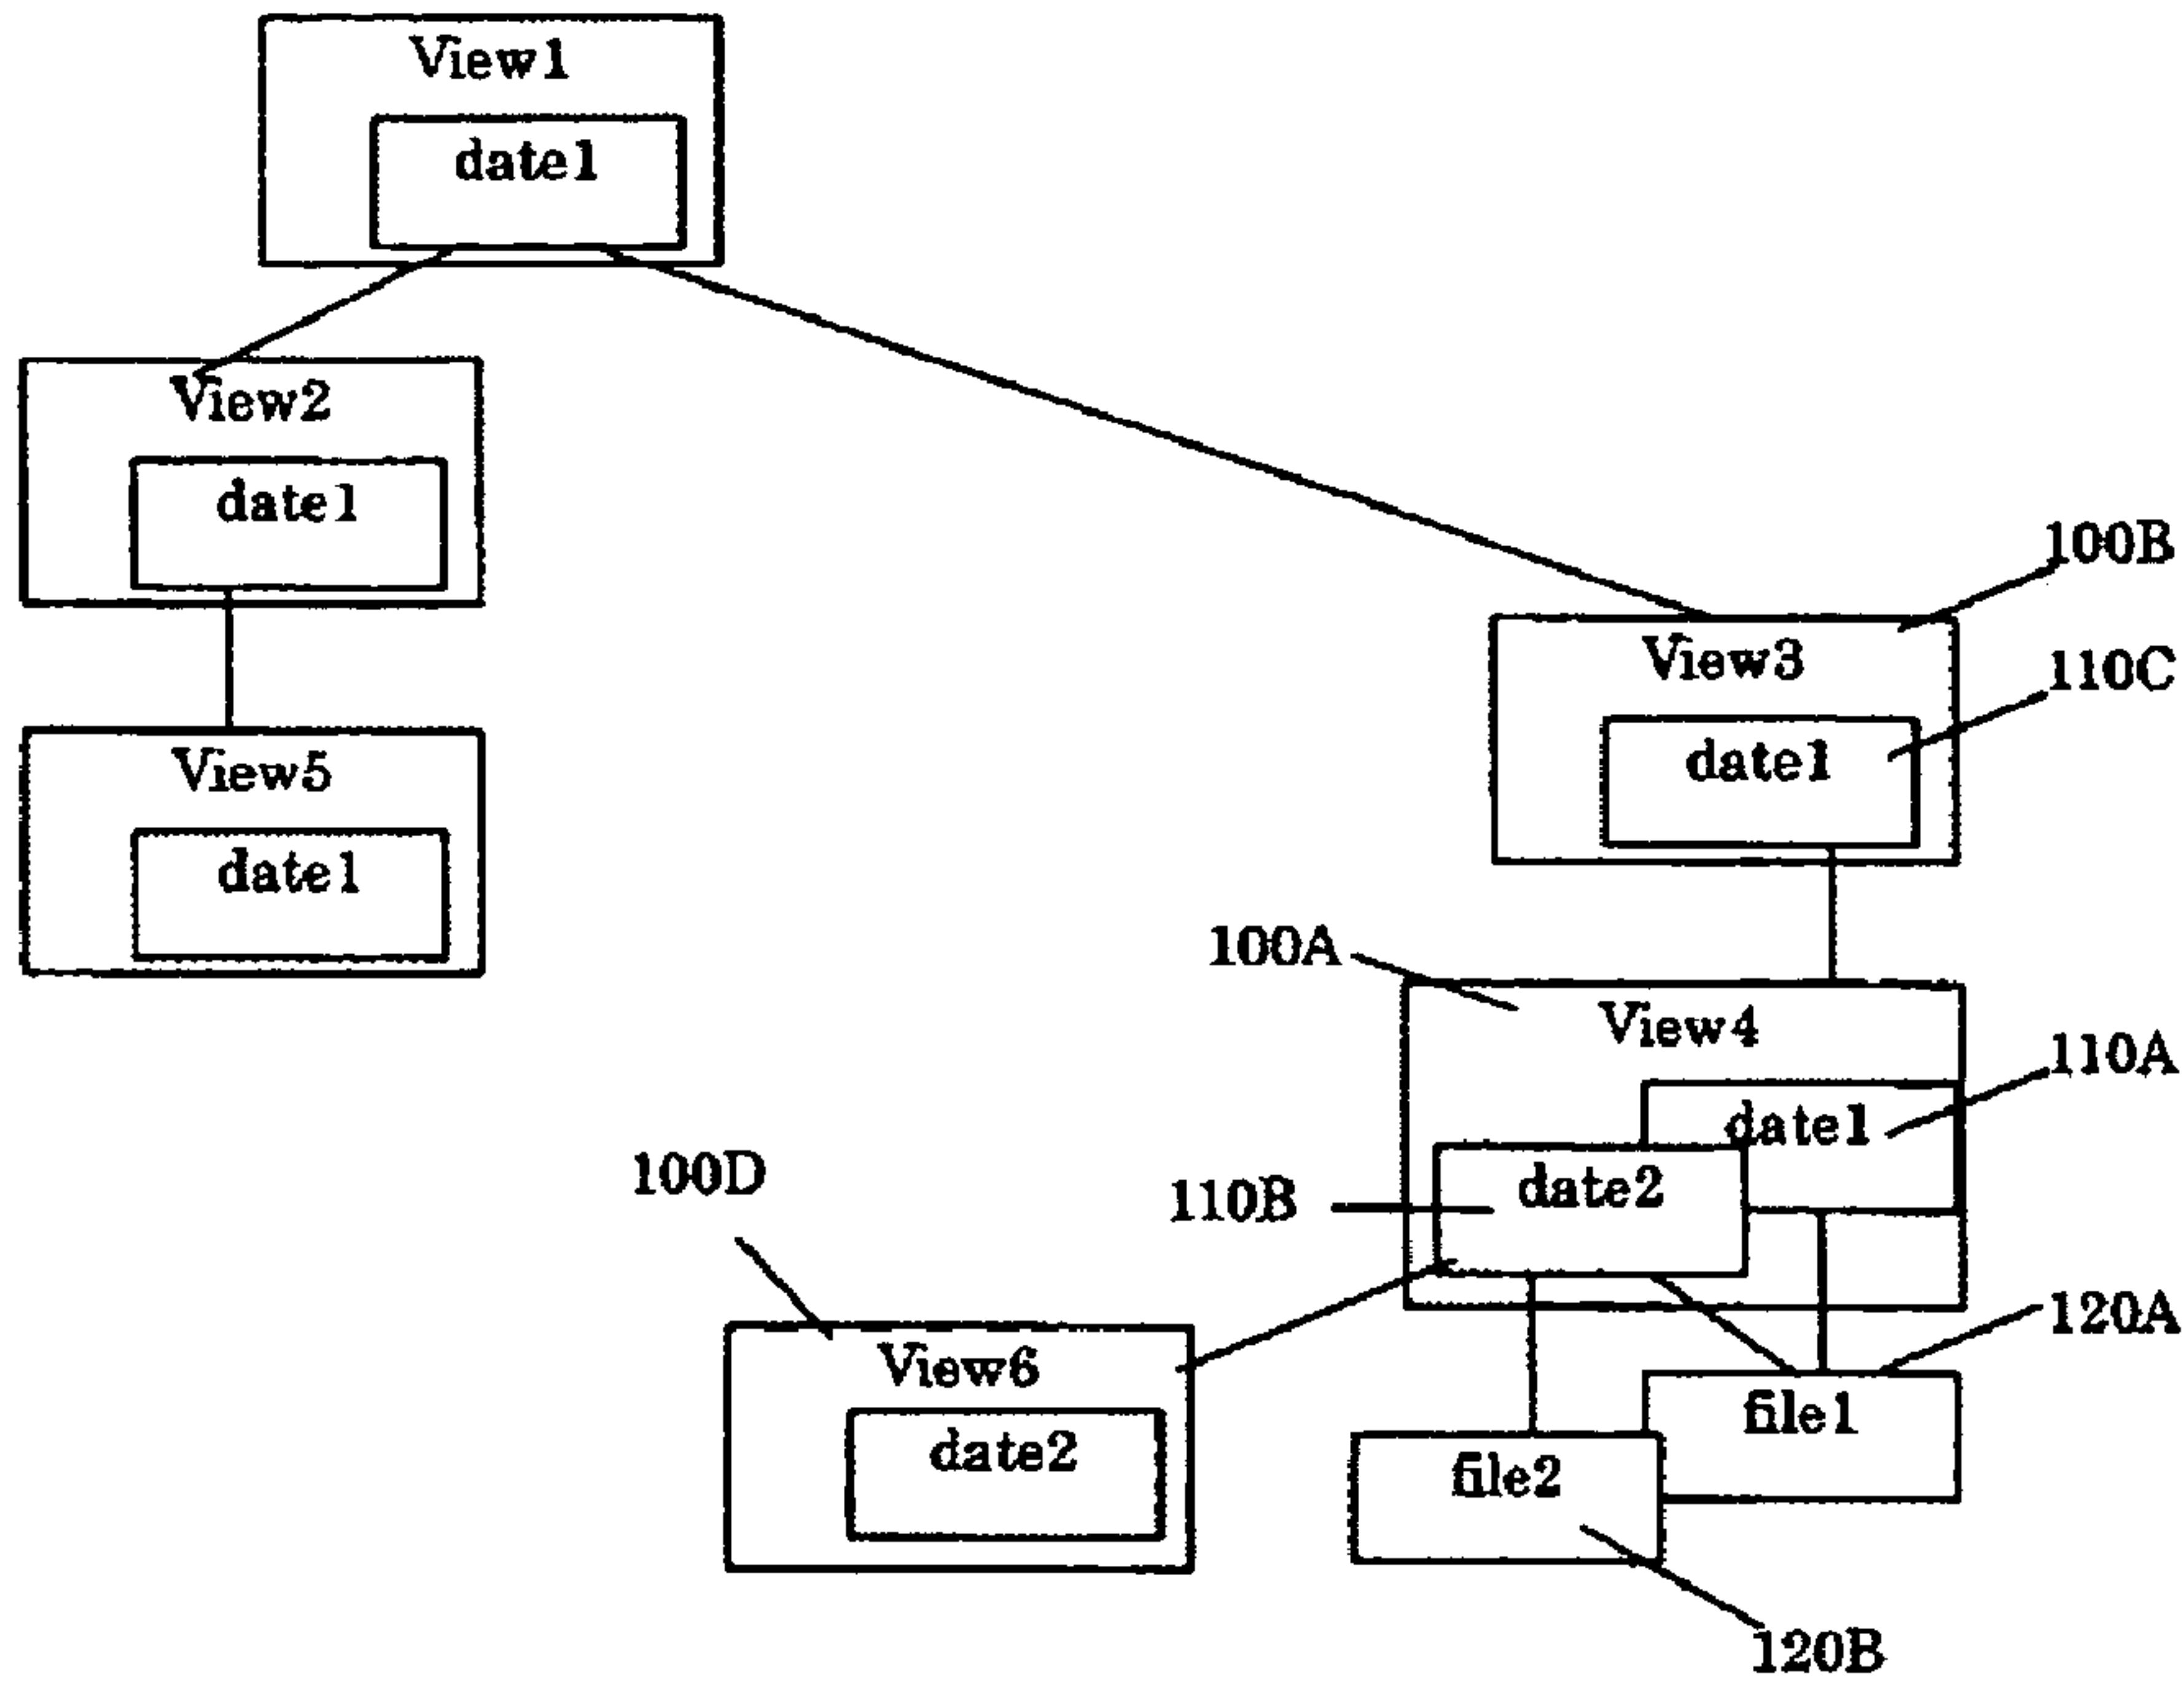 View1
date1
View2
date1
100B
View3
110C
date1
View5
date1
100A
View4
110A
date1
100D
110B
date2
120A
View6
file1
date2
file2
120B